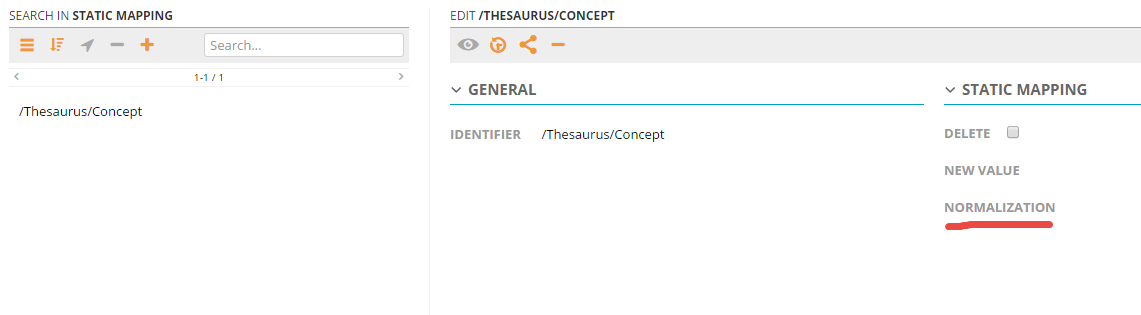 SEARCH IN STATIC MAPPING
Search...
1-1 / 1
/Thesaurus/Concept
EDIT /THESAURUS/CONCEPT
GENERAL
IDENTIFIER /Thesaurus/Concept
STATIC MAPPING
DELETE
NEW VALUE
NORMALIZATION